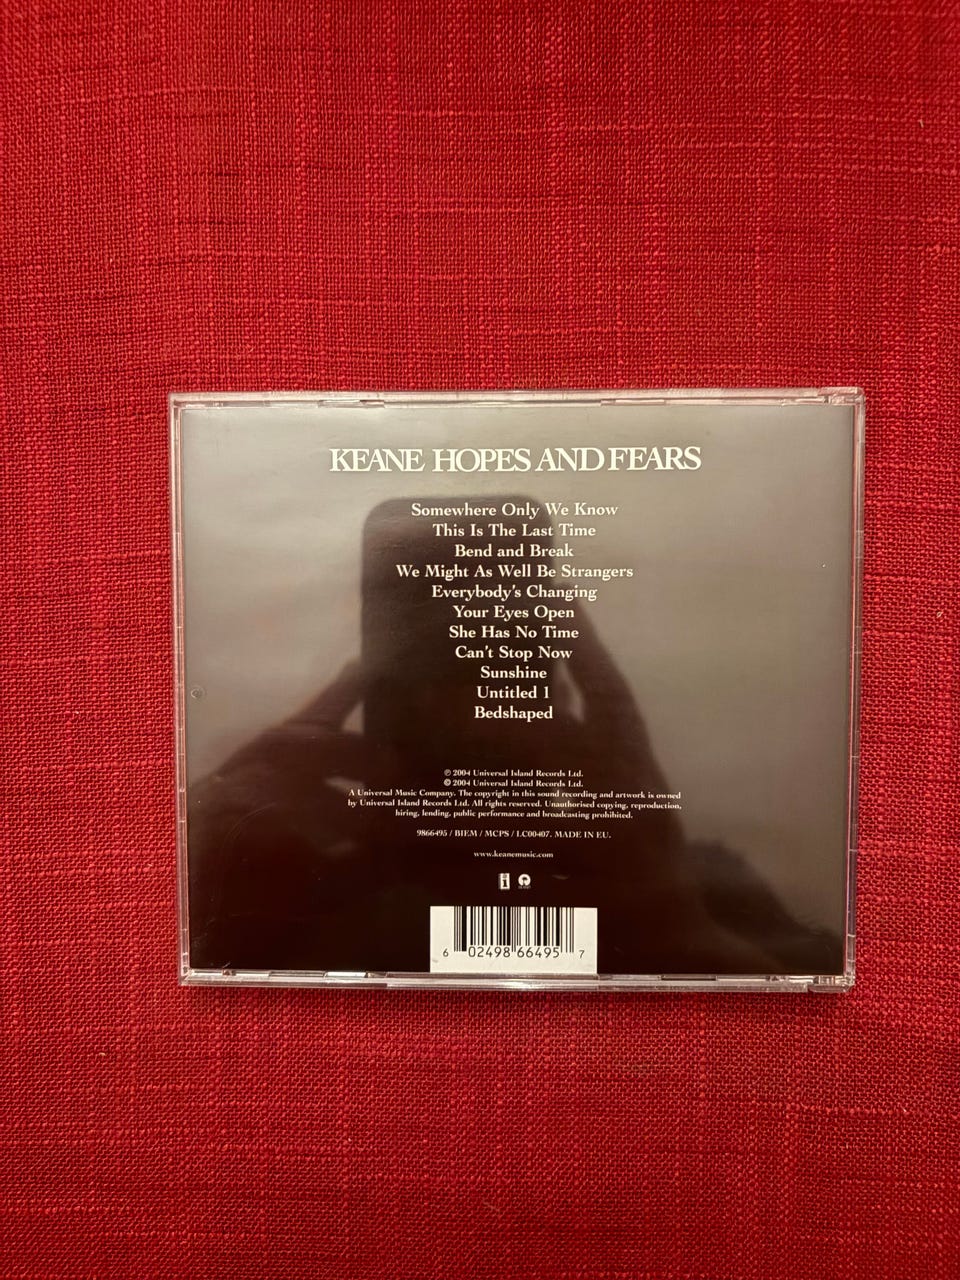 KEANE HOPES AND FEARS
Somewhere Only We Know
This Is The Last Time
Bend and Break
We Might As Well Be Strangers
Everybody's Changing
Your Eyes Open
She Has No Time
Can't Stop Now
Sunshine
Untitled 1
Bedshaped
℗ 2004 Universal Island Records Ltd.
© 2004 Universal Island Records Ltd.
A Universal Music Company. The copyright in this sound recording and artwork is owned
by Universal Island Records Ltd. All rights reserved. Unauthorised copying, reproduction,
hiring, lending, public performance and broadcasting prohibited.
9866495 / BIEM / MCPS / LC00407. MADE IN EU.
www.keanemusic.com
6 02498 66495 7